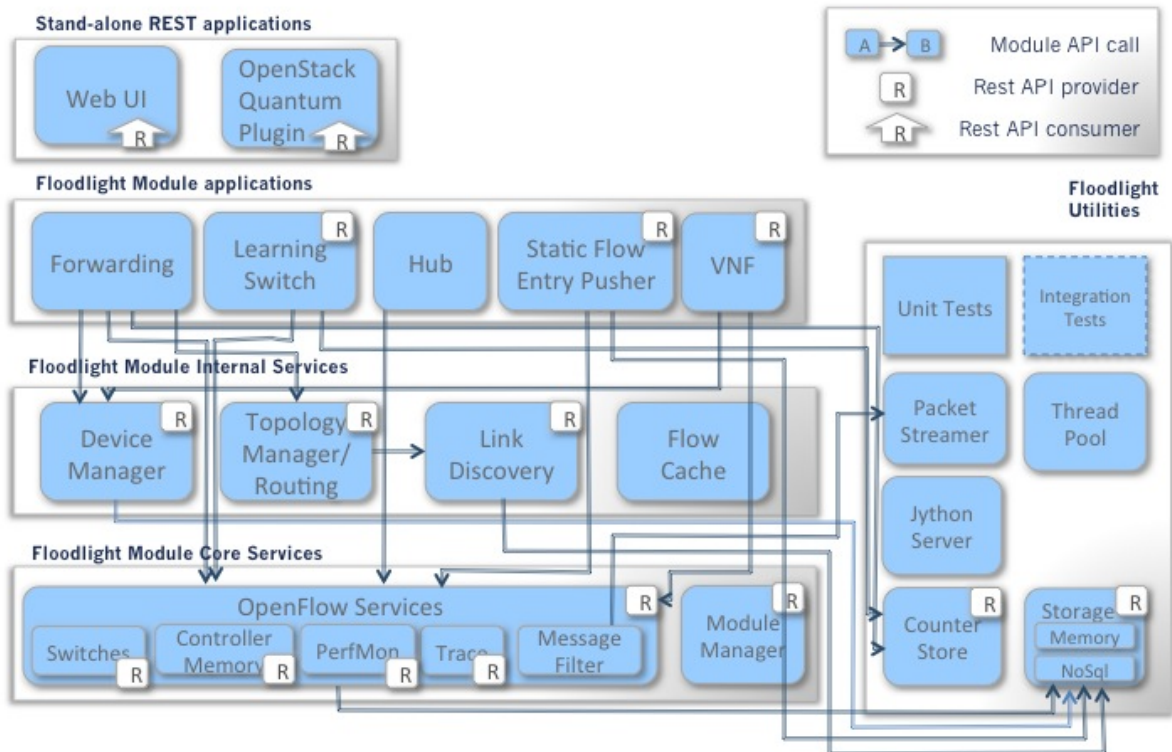 Stand-alone REST applications
Web UI
R
OpenStack
Quantum
Plugin
R
A
B
Module API call
R
Rest API provider
R
Rest API consumer
Floodlight Module applications
Forwarding
Learning
Switch
R
Hub
Static Flow
Entry Pusher
R
VNF
R
Floodlight Module Internal Services
Device
Manager
R
Topology
Manager/
Routing
R
Link
Discovery
R
Flow
Cache
Floodlight Module Core Services
OpenFlow Services
R
Switches
R
Controller
Memory
R
PerfMon
R
Trace
R
Message
Filter
Module
Manager
R
Floodlight
Utilities
Unit Tests
Integration
Tests
Packet
Streamer
Thread
Pool
Jython
Server
Counter
Store
R
Storage
R
Memory
NoSql